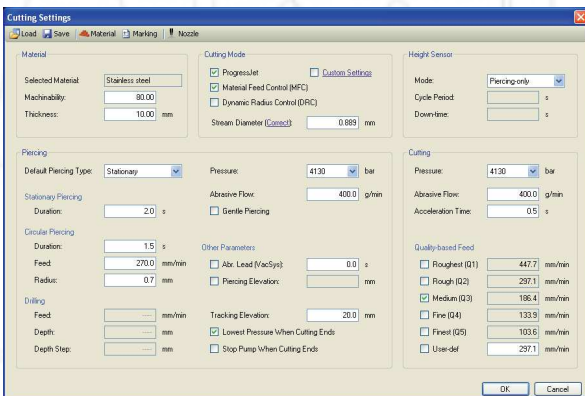 Cutting Settings
Load Save Material Marking Nozzle
Material
Selected Material: Stainless steel
Machinability: 80.00
Thickness: 10.00 mm
Cutting Mode
ProgressJet Custom Settings
Material Feed Control (MFC)
Dynamic Radius Control (DRC)
Stream Diameter (Correct): 0.889 mm
Height Sensor
Mode: Piercing-only
Cycle Period: s
Down-time: s
Piercing
Default Piercing Type: Stationary
Stationary Piercing
Duration: 2.0 s
Circular Piercing
Duration: 1.5 s
Feed: 270.0 mm/min
Radius: 0.7 mm
Drilling
Feed: --- mm/min
Depth: --- mm
Depth Step: --- mm
Pressure: 4130 bar
Abrasive Flow: 400.0 g/min
Gentle Piercing
Other Parameters
Abr. Lead (VacSys): 0.0 s
Piercing Elevation: mm
Tracking Elevation: 20.0 mm
Lowest Pressure When Cutting Ends
Stop Pump When Cutting Ends
Cutting
Pressure: 4130 bar
Abrasive Flow: 400.0 g/min
Acceleration Time: 0.5 s
Quality-based Feed
Roughest (Q1) 447.7 mm/min
Rough (Q2) 297.1 mm/min
Medium (Q3) 186.4 mm/min
Fine (Q4) 133.9 mm/min
Finest (Q5) 103.6 mm/min
User-def 297.1 mm/min
OK Cancel